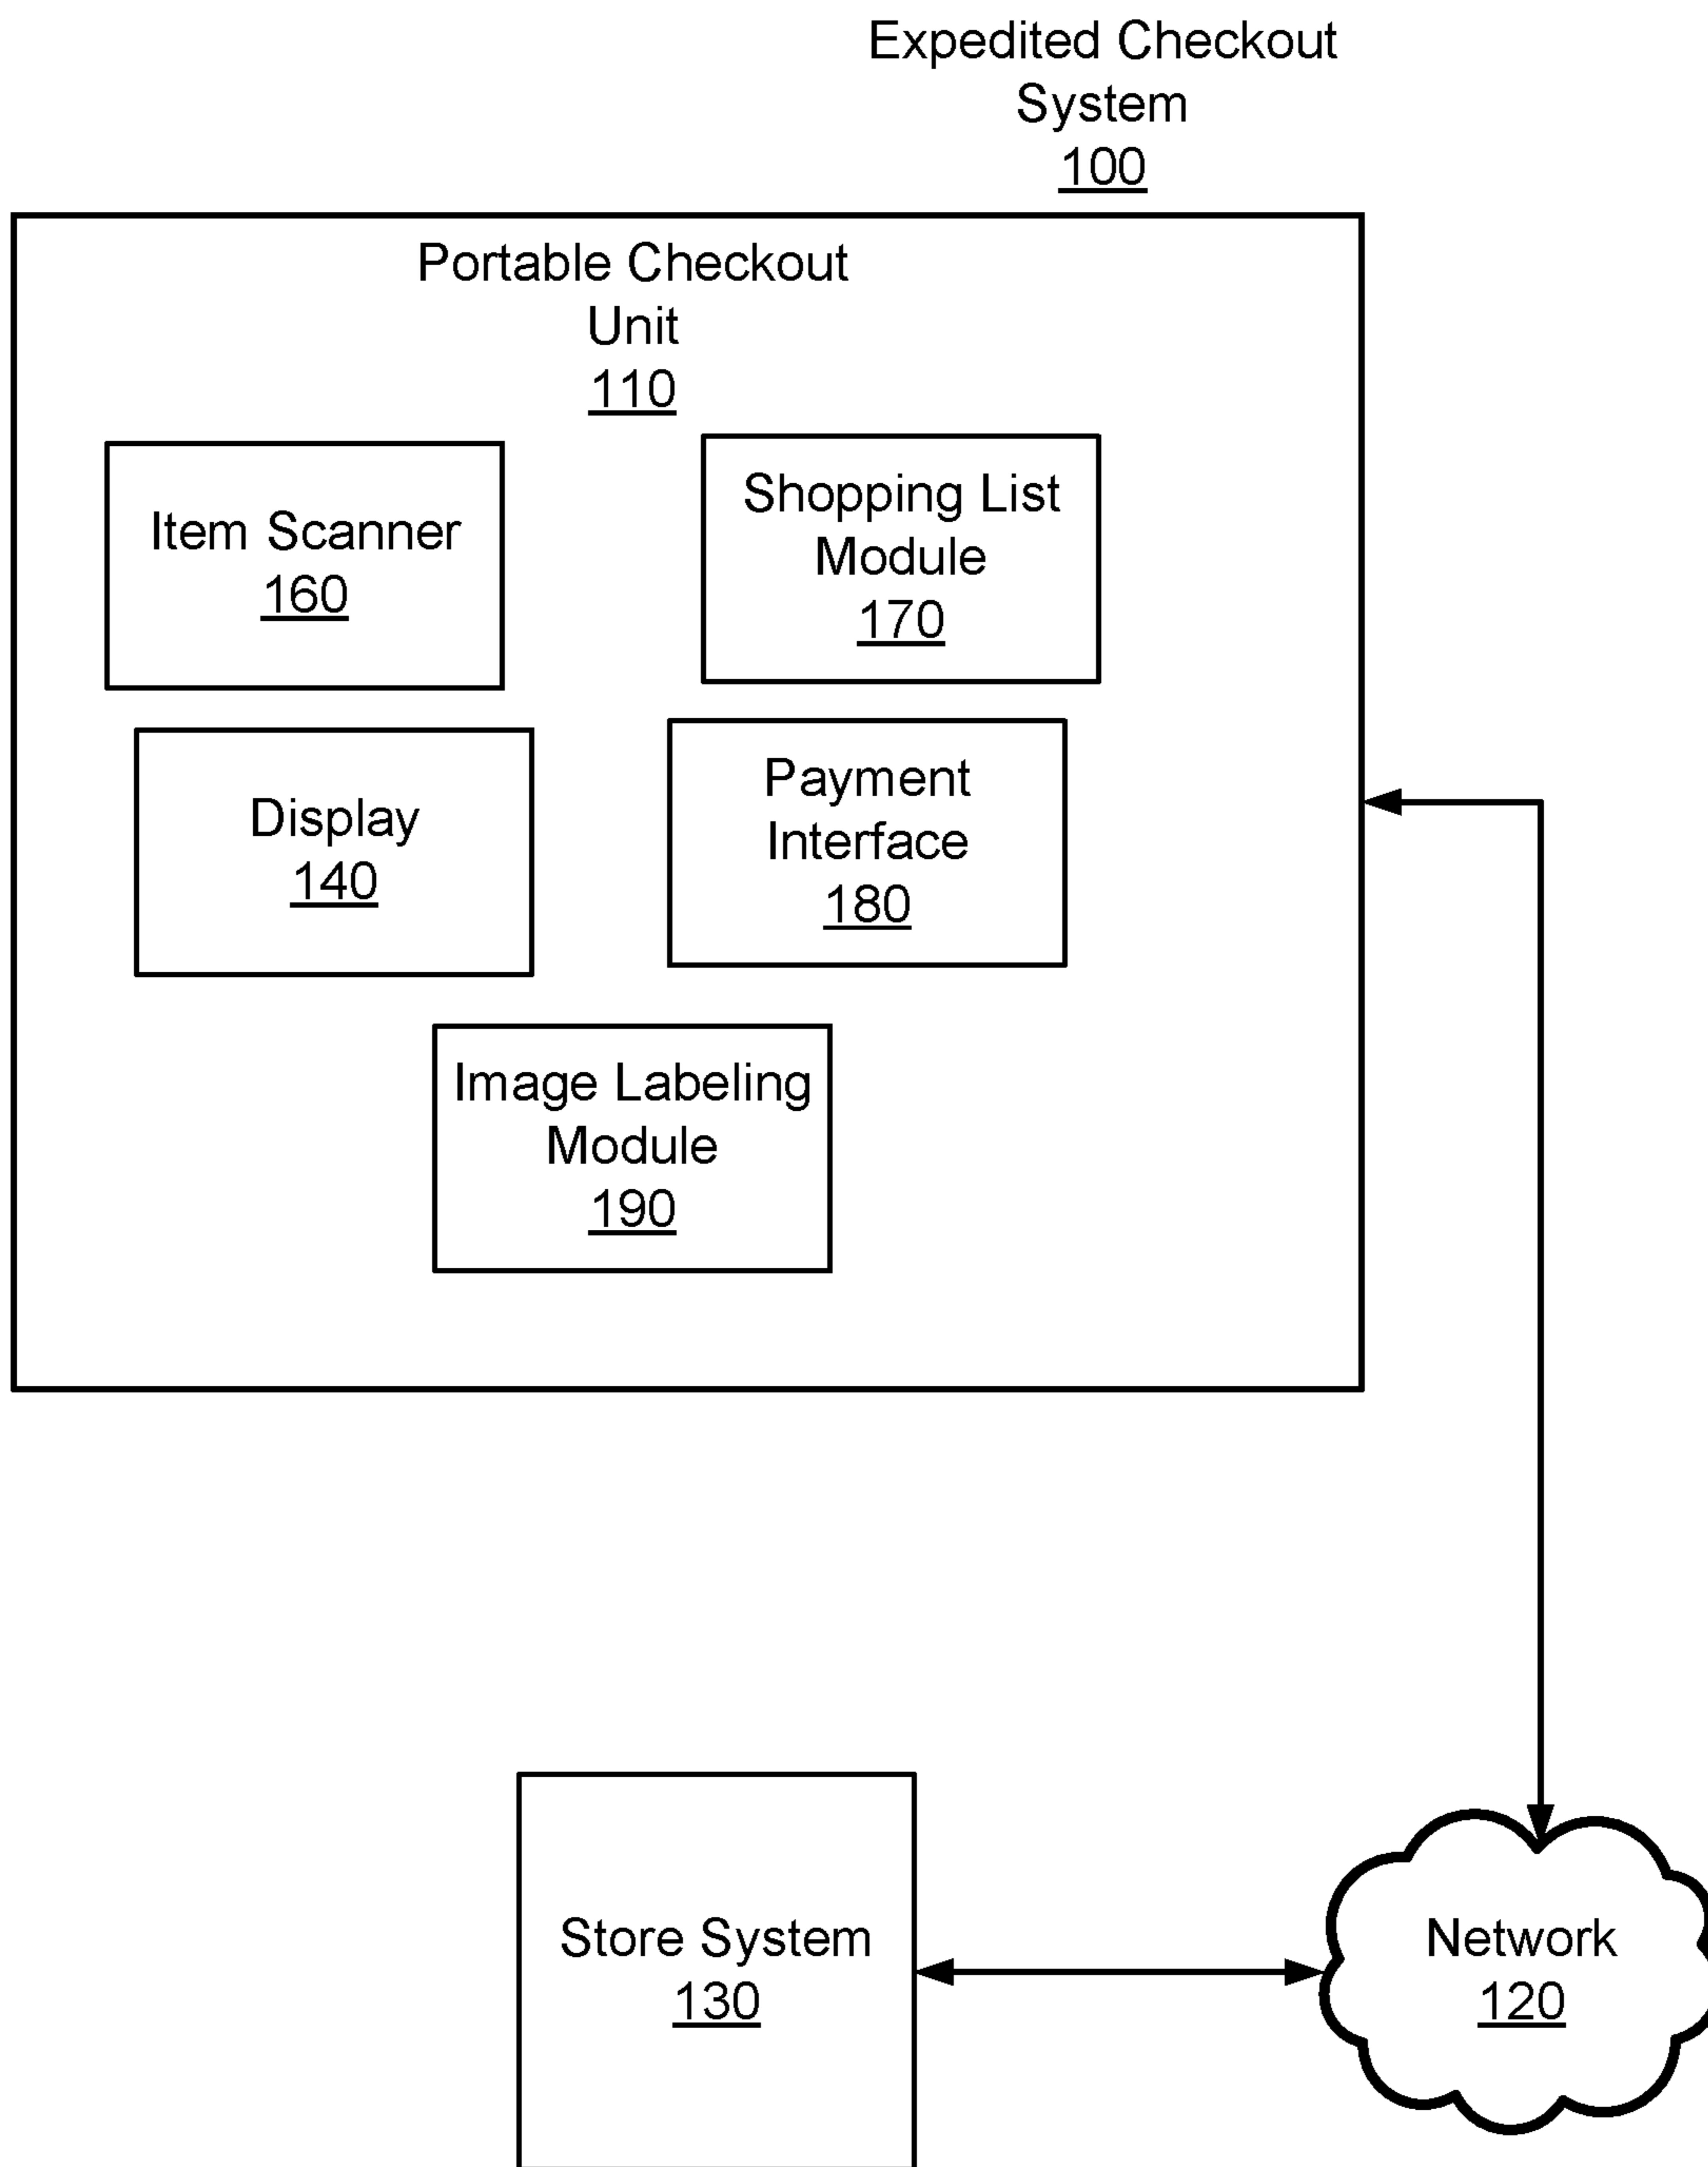 Expedited Checkout
System
100
Portable Checkout
Unit
110
Item Scanner
160
Shopping List
Module
170
Display
140
Payment
Interface
180
Image Labeling
Module
190
Store System
130
Network
120